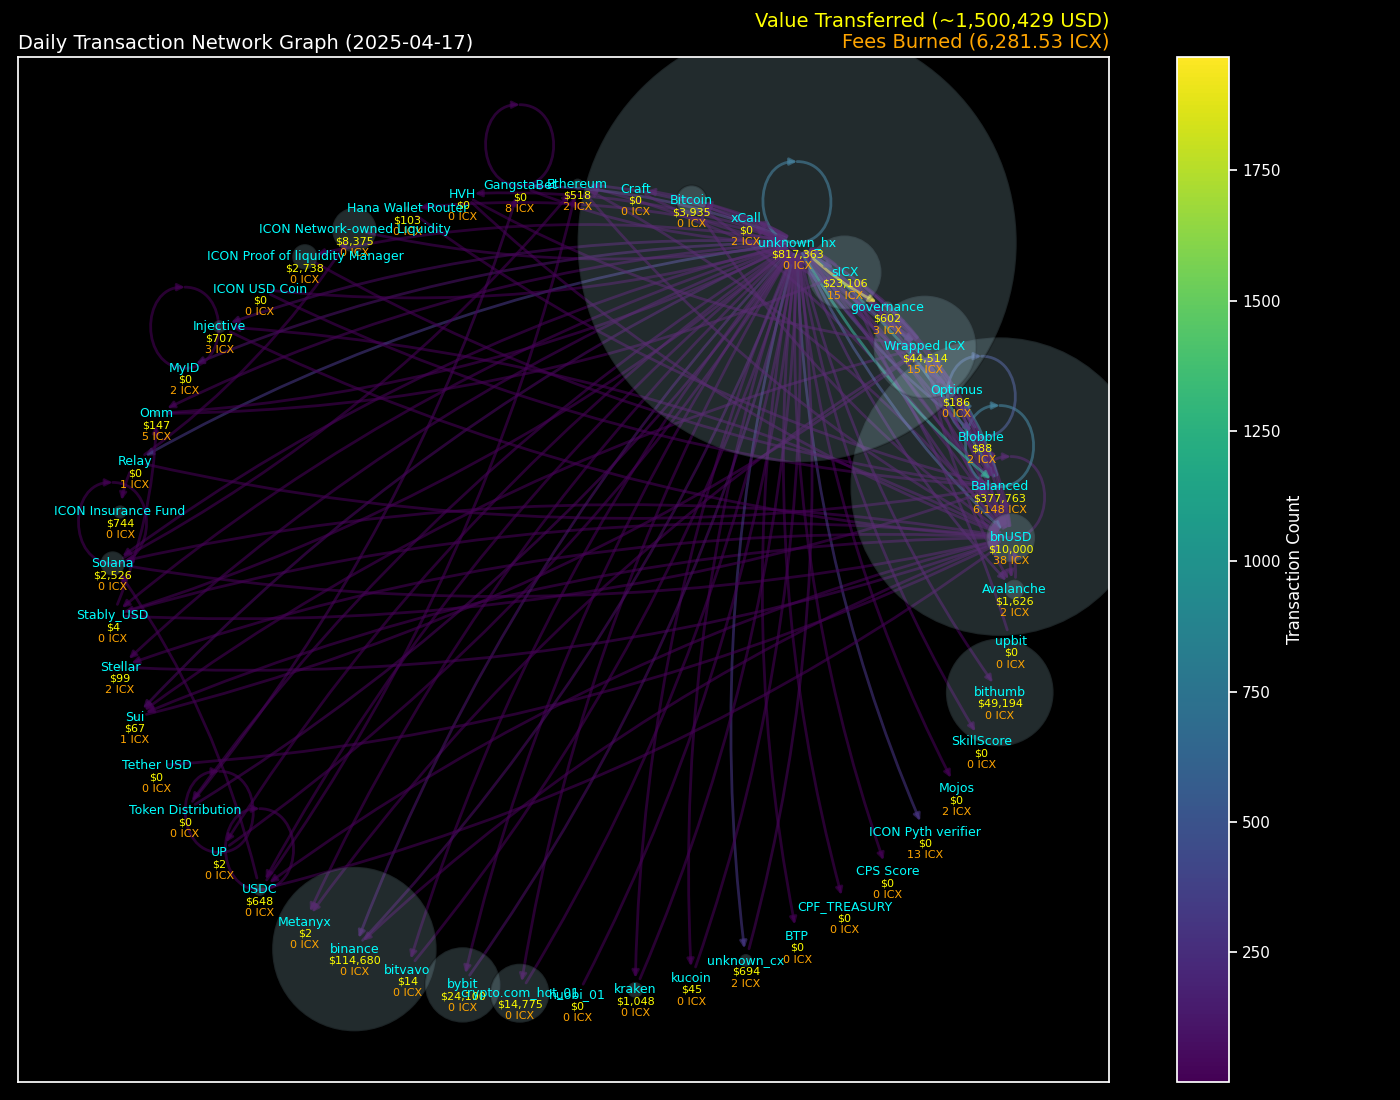 Value Transferred (~1,500,429 USD)
Daily Transaction Network Graph (2025-04-17)
Fees Burned (6,281.53 ICX)
GangstaBet
$0
8 ICX
Ethereum
$518
2 ICX
Craft
$0
0 ICX
Bitcoin
$3,935
0 ICX
xCall
$0
2 ICX
unknown_hx
$817,363
0 ICX
sICX
$23,106
15 ICX
governance
$602
3 ICX
Wrapped ICX
$44,514
15 ICX
Optimus
$186
0 ICX
Blobble
$88
2 ICX
Balanced
$377,763
6,148 ICX
bnUSD
$10,000
38 ICX
Avalanche
$1,626
2 ICX
upbit
$0
0 ICX
bithumb
$49,194
0 ICX
SkillScore
$0
0 ICX
Mojos
$0
2 ICX
ICON Pyth verifier
$0
13 ICX
CPS Score
$0
0 ICX
CPF_TREASURY
$0
0 ICX
BTP
$0
0 ICX
unknown_cx
$694
2 ICX
kucoin
$45
0 ICX
kraken
$1,048
0 ICX
huobi_01
$0
0 ICX
crypto.com_hot_01
$14,775
0 ICX
bybit
$24,100
0 ICX
bitvavo
$14
0 ICX
binance
$114,680
0 ICX
Metanyx
$2
0 ICX
USDC
$648
0 ICX
UP
$2
0 ICX
Token Distribution
$0
0 ICX
Tether USD
$0
0 ICX
Sui
$67
1 ICX
Stellar
$99
2 ICX
Stably_USD
$4
0 ICX
Solana
$2,526
0 ICX
ICON Insurance Fund
$744
0 ICX
Relay
$0
1 ICX
Omm
$147
5 ICX
MyID
$0
2 ICX
Injective
$707
3 ICX
ICON USD Coin
$0
0 ICX
ICON Proof of liquidity Manager
$2,738
0 ICX
ICON Network-owned Liquidity
$8,375
0 ICX
Hana Wallet Router
$103
0 ICX
HVH
$0
0 ICX
1750
1500
1250
1000
750
500
250
Transaction Count